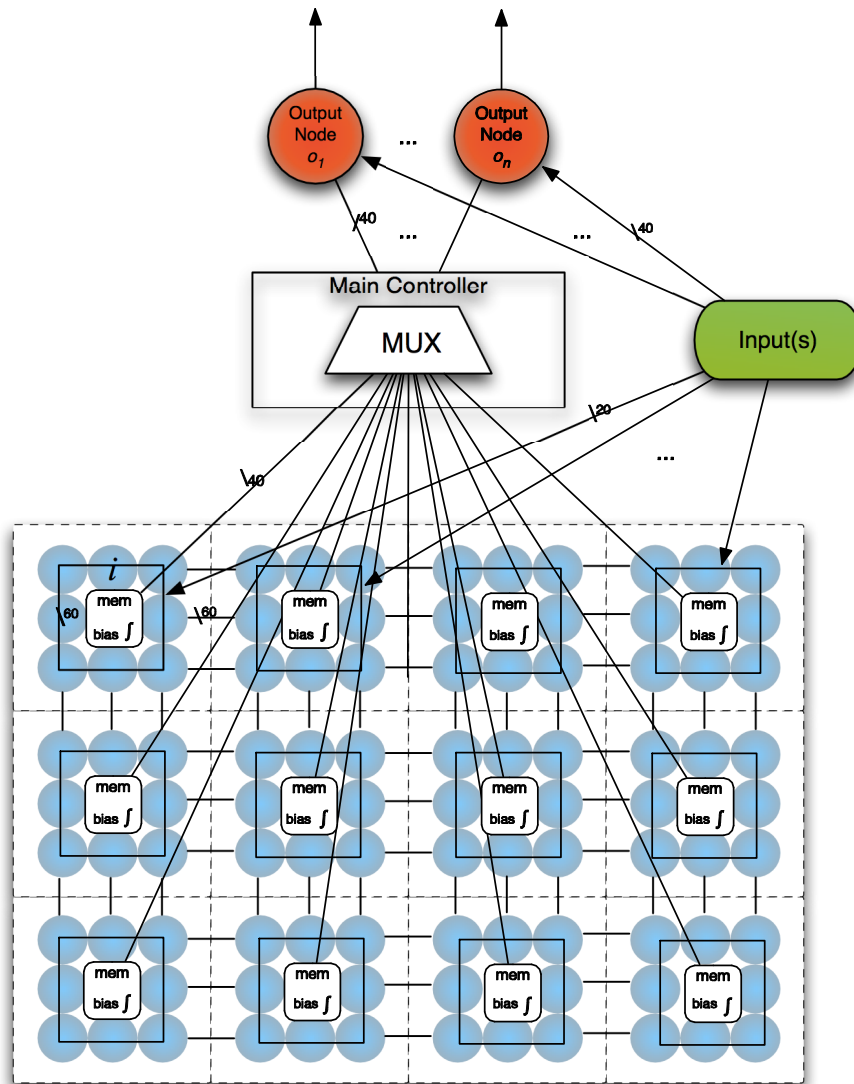 Output
Node
o1
...
Output
Node
on
\40
...
...
\40
Main Controller
MUX
Input(s)
\20
...
\40
i
mem
bias ∫
\60
\60
mem
bias ∫
mem
bias ∫
mem
bias ∫
mem
bias ∫
mem
bias ∫
mem
bias ∫
mem
bias ∫
mem
bias ∫
mem
bias ∫
mem
bias ∫
mem
bias ∫